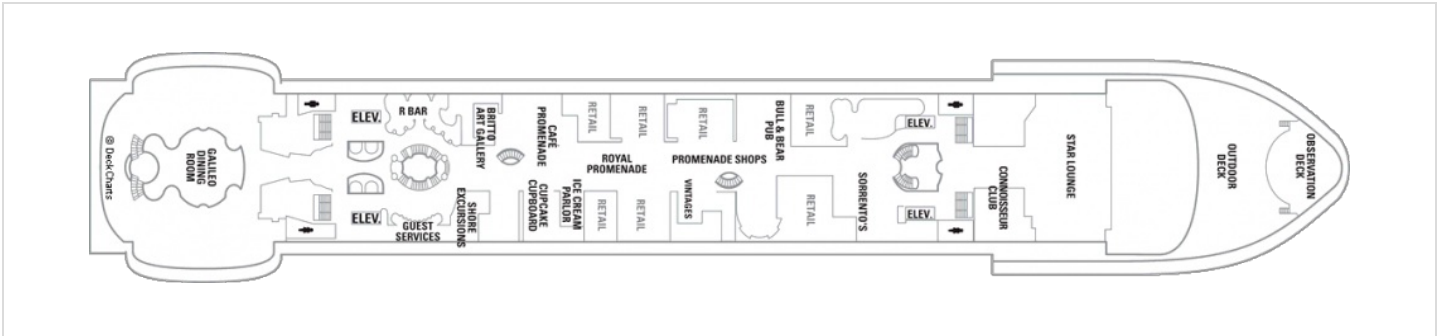 © DeckCharts
GALILEO
DINING
ROOM
ELEV.
ELEV.
R BAR
GUEST
SERVICES
BRITTO
ART GALLERY
SHORE
EXCURSIONS
CAFÉ
PROMENADE
CUPCAKE
CUPBOARD
ICE CREAM
PARLOR
RETAIL
RETAIL
RETAIL
RETAIL
ROYAL
PROMENADE
RETAIL
PROMENADE SHOPS
VINTAGES
BULL & BEAR
PUB
RETAIL
RETAIL
SORRENTO'S
ELEV.
ELEV.
CONNOISSEUR
CLUB
STAR LOUNGE
OUTDOOR
DECK
OBSERVATION
DECK